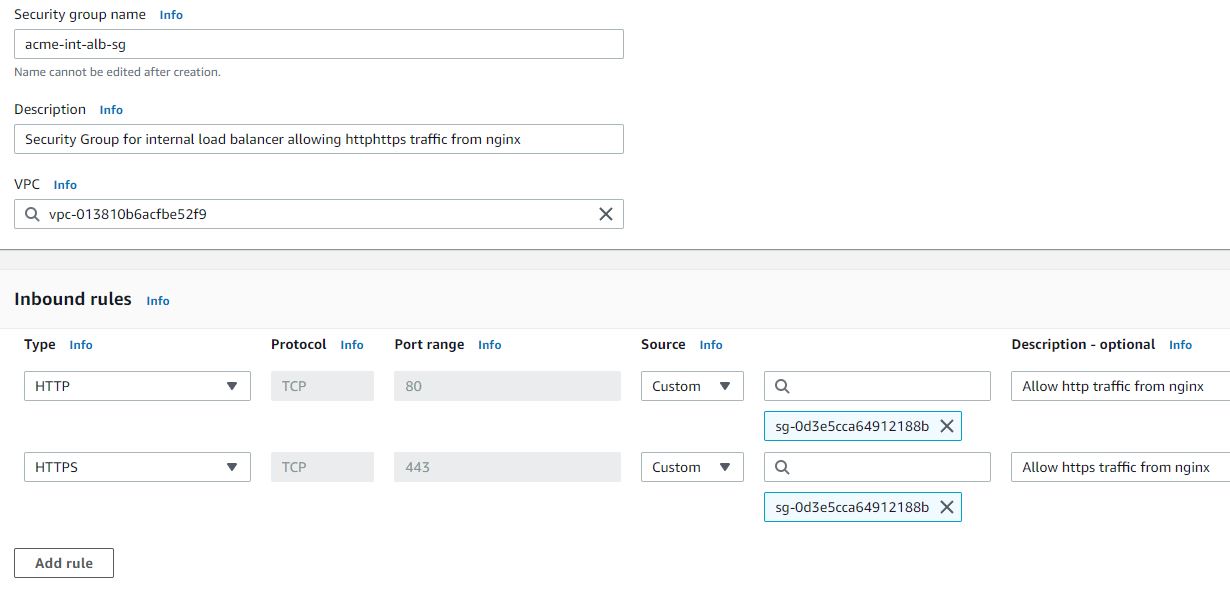 Security group name Info
acme-int-alb-sg
Name cannot be edited after creation.
Description Info
Security Group for internal load balancer allowing httphttps traffic from nginx
VPC Info
vpc-013810b6acfbe52f9
Inbound rules Info
Type Info Protocol Info Port range Info Source Info Description - optional Info
HTTP TCP 80 Custom Allow http traffic from nginx
sg-0d3e5cca64912188b
HTTPS TCP 443 Custom Allow https traffic from nginx
sg-0d3e5cca64912188b
Add rule